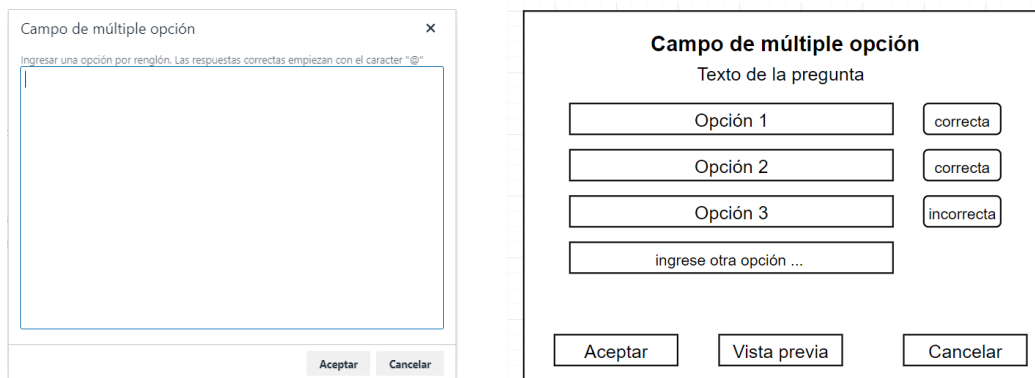 Campo de múltiple opción ×
Ingresar una opción por renglón. Las respuestas correctas empiezan con el caracter "@"
Aceptar Cancelar
Campo de múltiple opción
Texto de la pregunta
Opción 1 correcta
Opción 2 correcta
Opción 3 incorrecta
ingrese otra opción ...
Aceptar Vista previa Cancelar